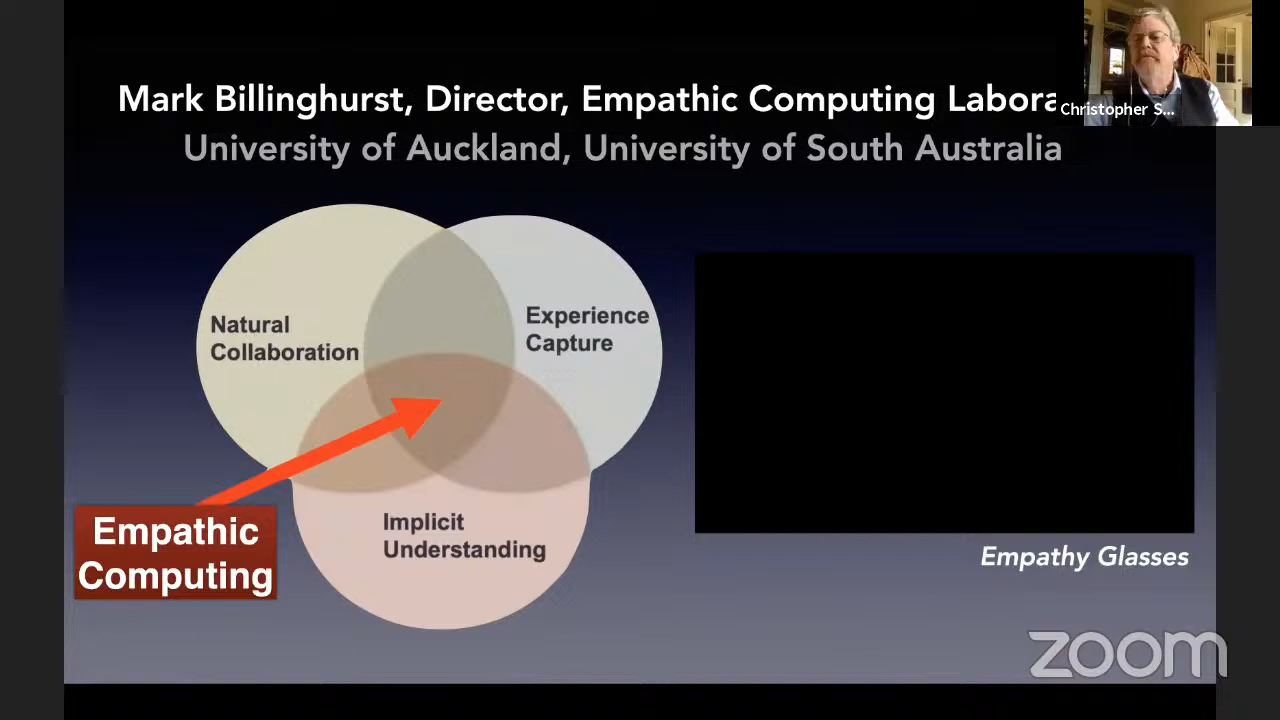 Mark Billinghurst, Director, Empathic Computing Labora
Christopher S...
University of Auckland, University of South Australia
Natural
Collaboration
Experience
Capture
Implicit
Understanding
Empathic
Computing
Empathy Glasses
zoom